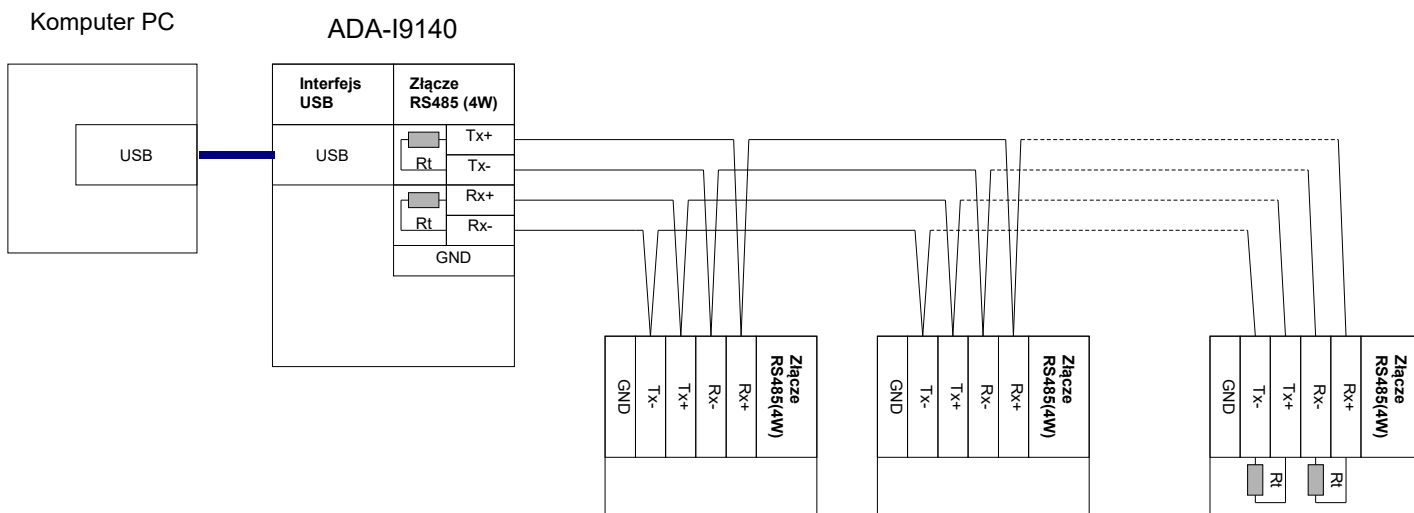 Komputer PC
ADA-I9140
Interfejs
USB
Złącze
RS485 (4W)
USB
USB
Rt
Tx+
Tx-
Rt
Rx+
Rx-
GND
GND
Tx-
Tx+
Rx-
Rx+
Złącze
RS485(4W)
GND
Tx-
Tx+
Rx-
Rx+
Złącze
RS485(4W)
GND
Tx-
Tx+
Rx-
Rx+
Złącze
RS485(4W)
Rt
Rt